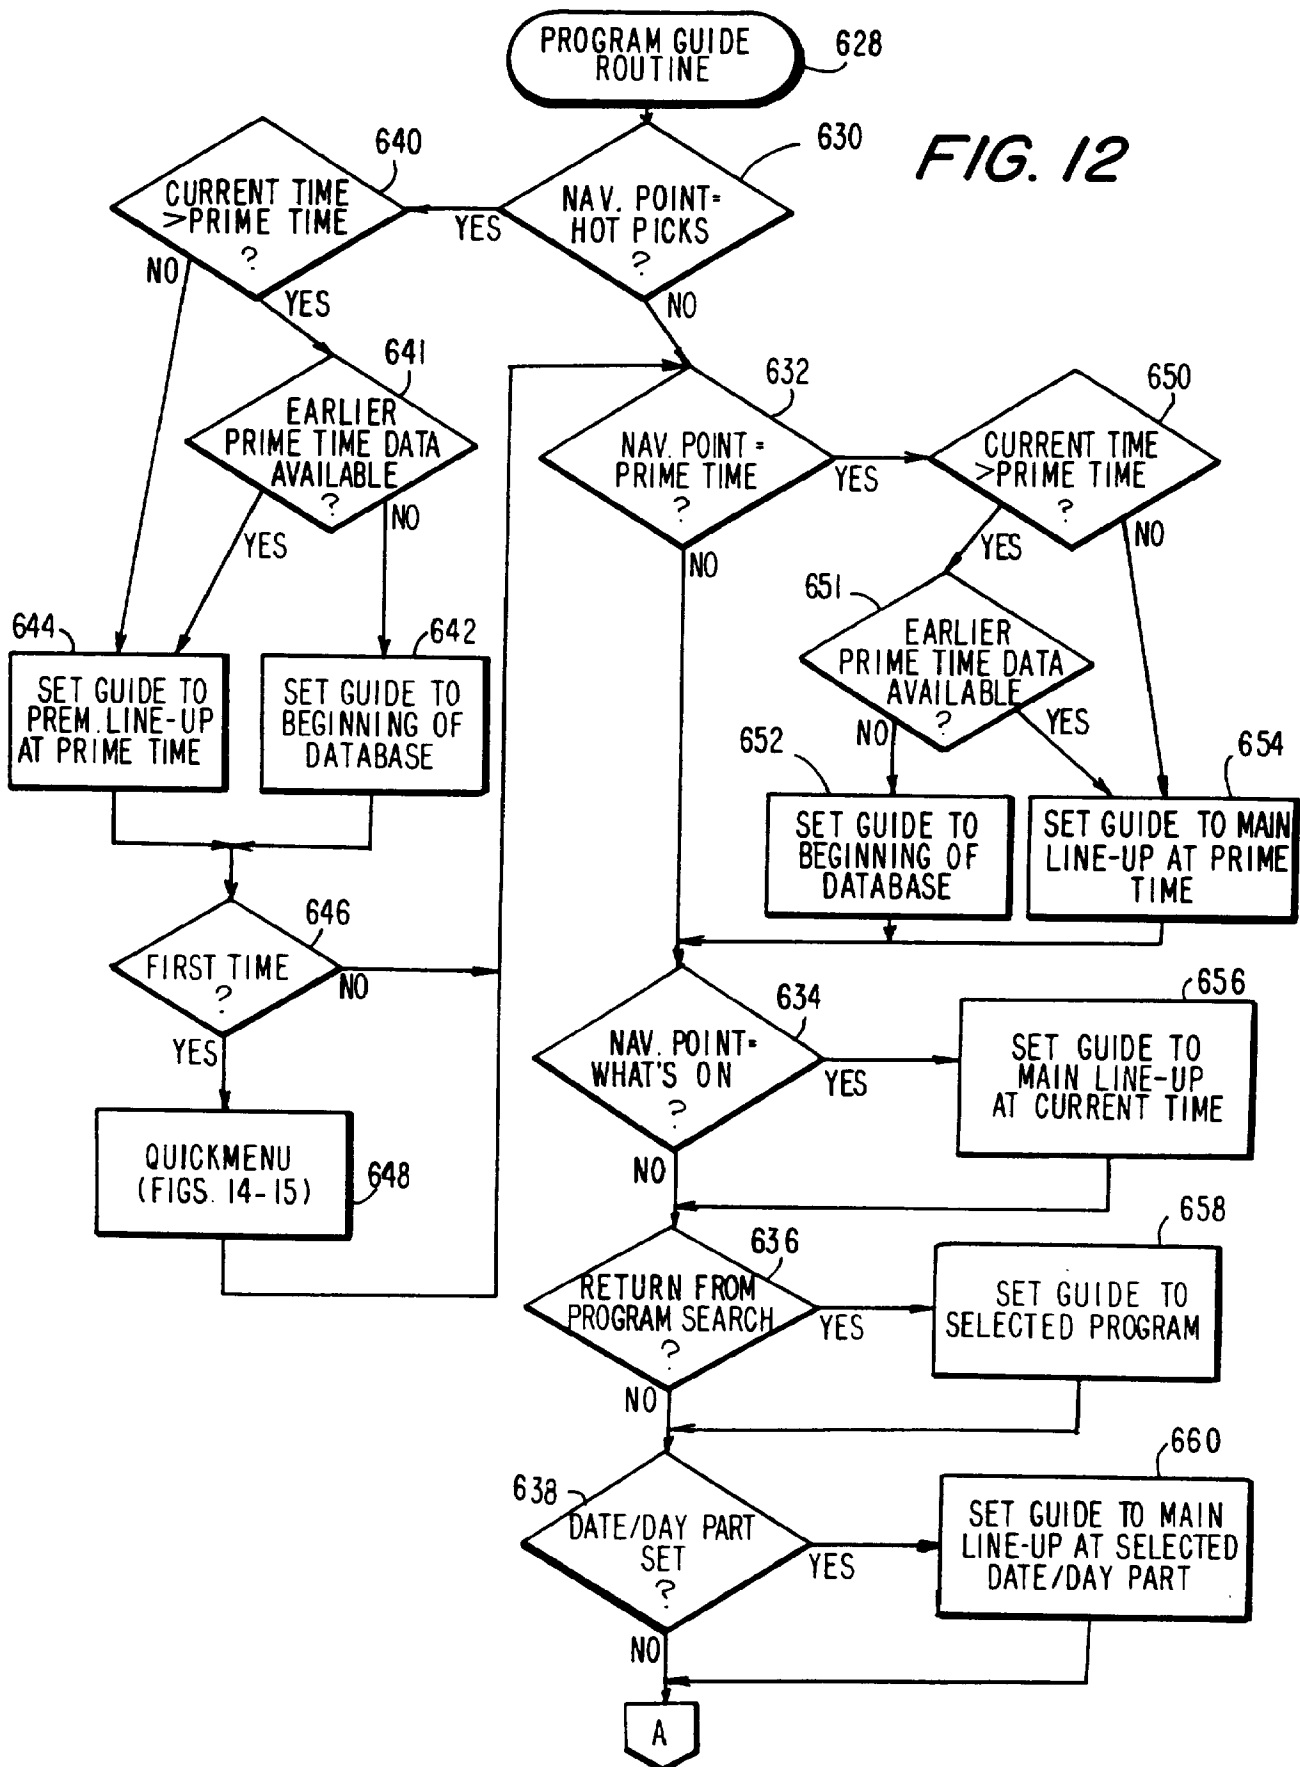 PROGRAM GUIDE
ROUTINE
628
FIG. 12
640
CURRENT TIME
>PRIME TIME
?
630
NAV. POINT=
HOT PICKS
?
YES
NO
YES
NO
641
EARLIER
PRIME TIME DATA
AVAILABLE
?
YES
NO
632
NAV. POINT =
PRIME TIME
?
YES
NO
650
CURRENT TIME
>PRIME TIME
?
YES
NO
651
EARLIER
PRIME TIME DATA
AVAILABLE
?
NO
YES
644
SET GUIDE TO
PREM. LINE-UP
AT PRIME TIME
642
SET GUIDE TO
BEGINNING OF
DATABASE
652
SET GUIDE TO
BEGINNING OF
DATABASE
654
SET GUIDE TO MAIN
LINE-UP AT PRIME
TIME
646
FIRST TIME
?
NO
YES
634
NAV. POINT=
WHAT'S ON
?
YES
NO
656
SET GUIDE TO
MAIN LINE-UP
AT CURRENT TIME
QUICKMENU
(FIGS. 14-15)
648
636
RETURN FROM
PROGRAM SEARCH
?
YES
NO
658
SET GUIDE TO
SELECTED PROGRAM
638
DATE/DAY PART
SET
?
YES
NO
660
SET GUIDE TO MAIN
LINE-UP AT SELECTED
DATE/DAY PART
A